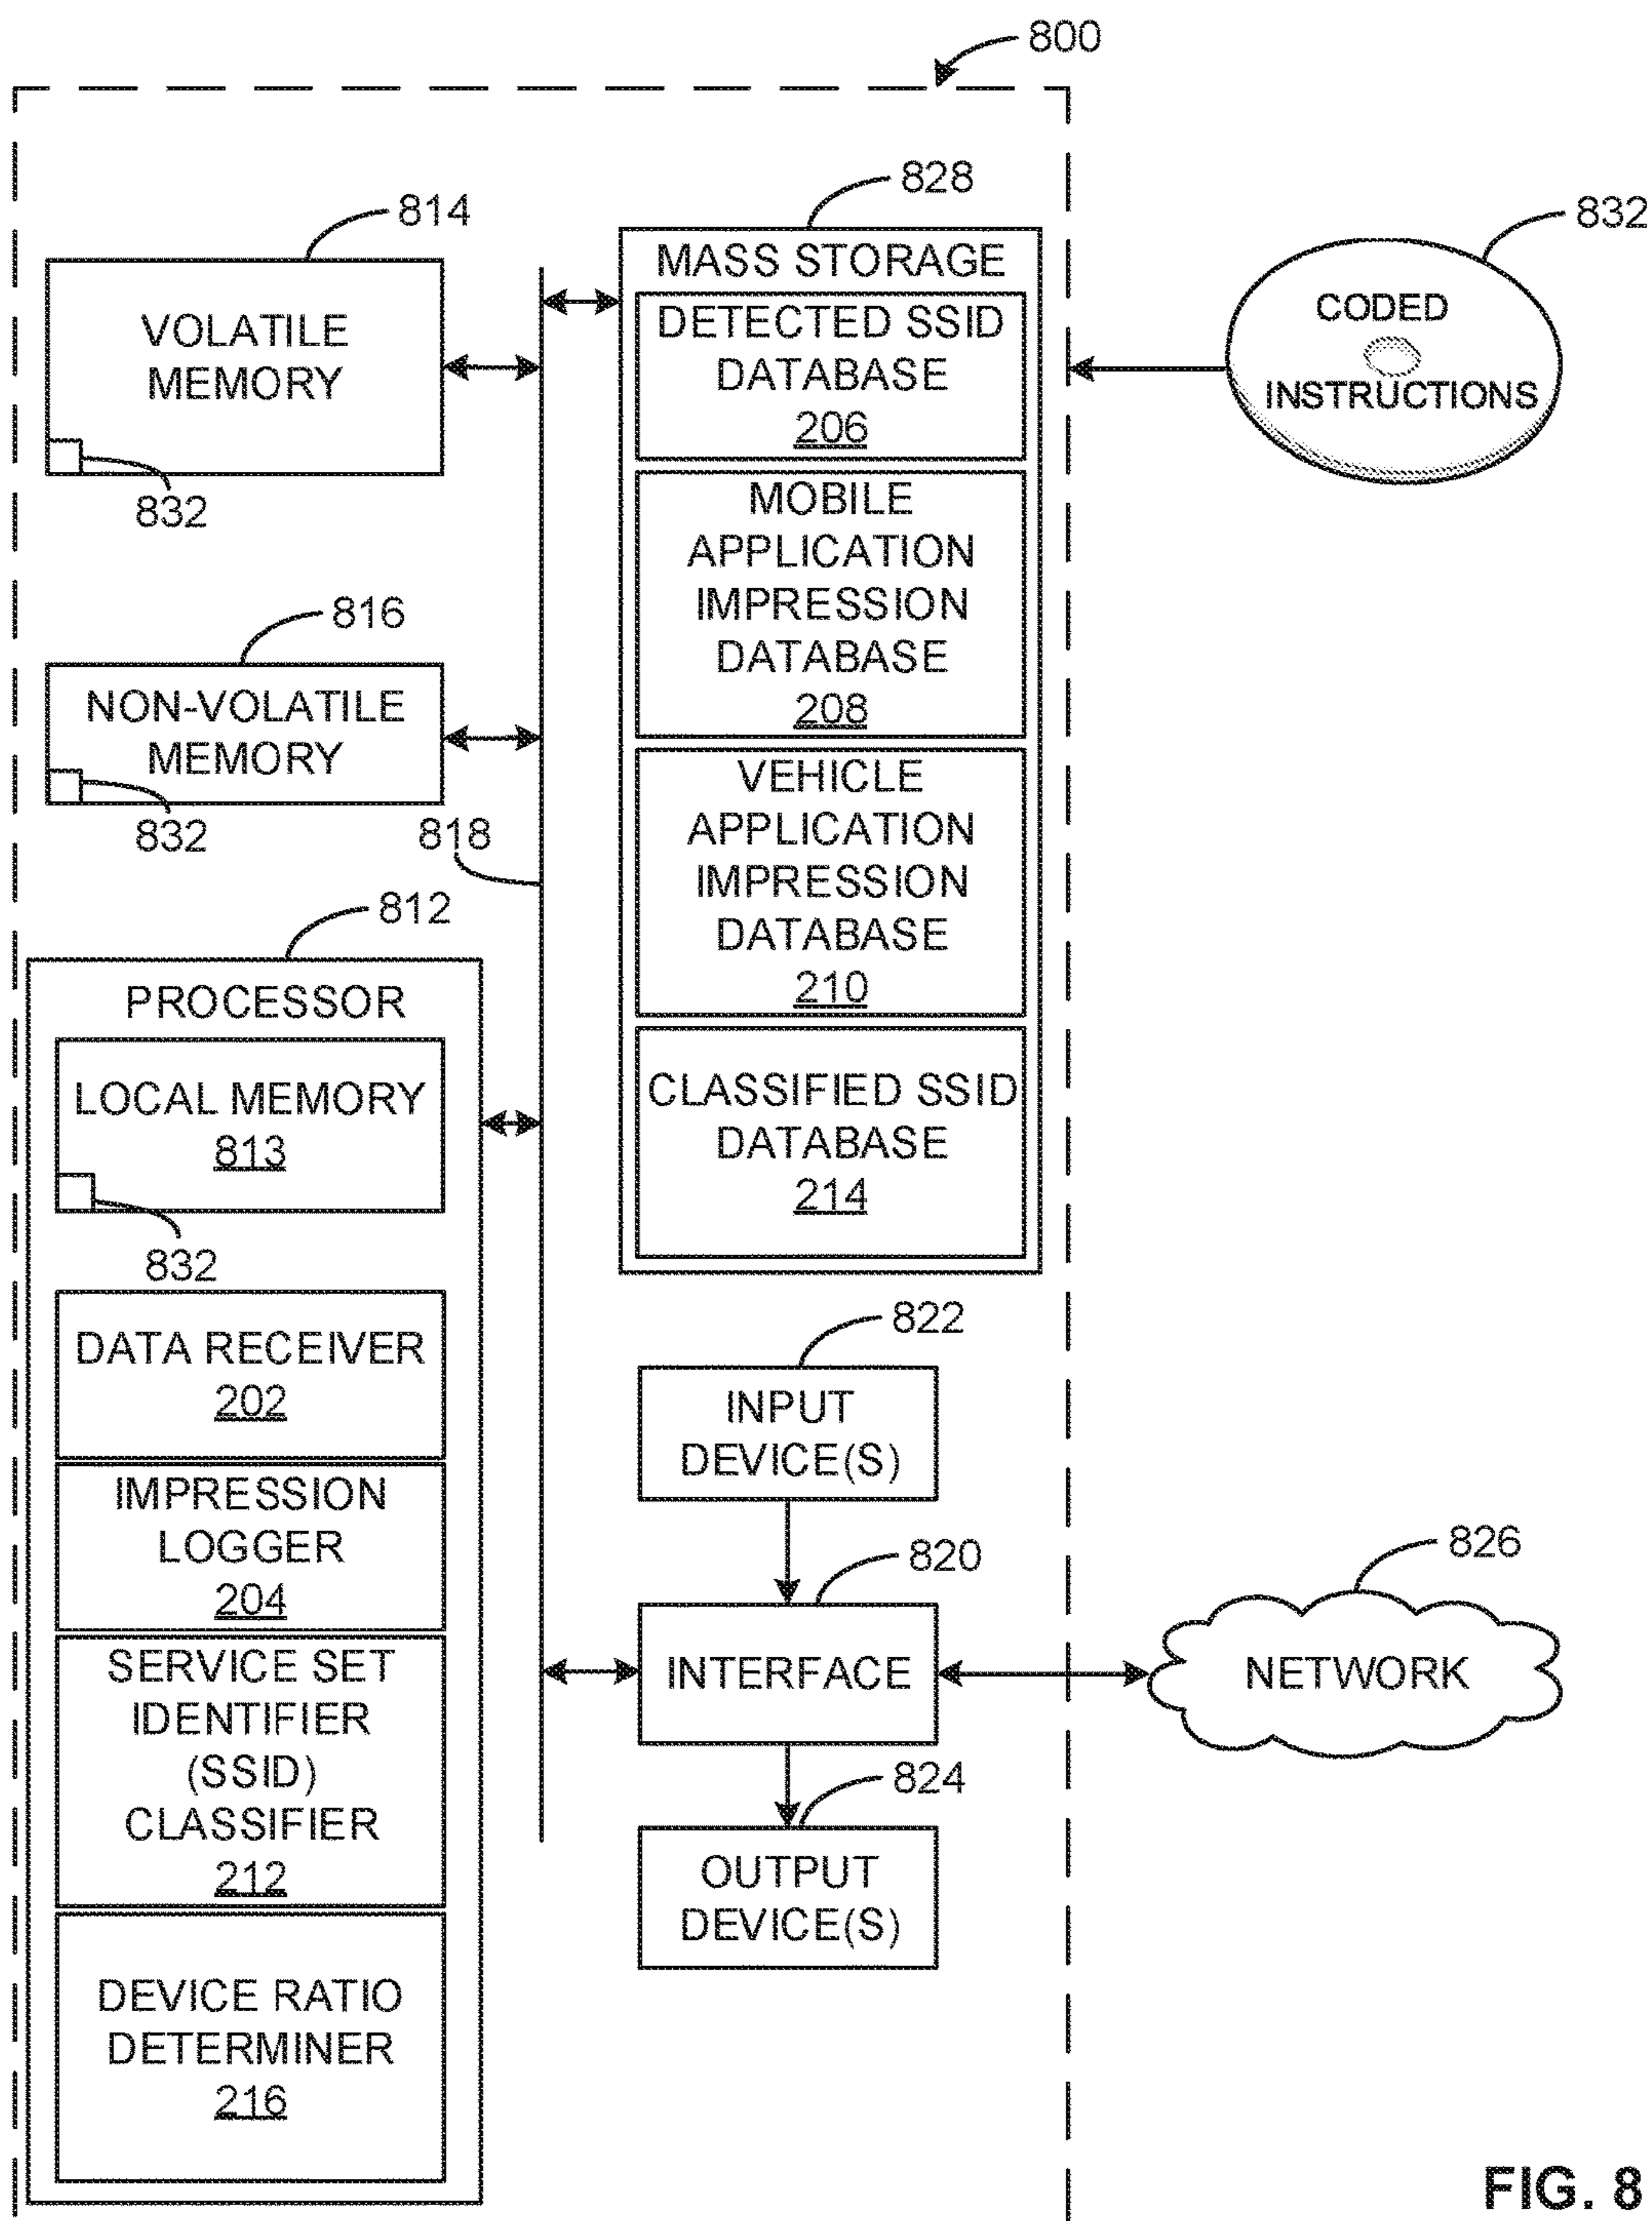 800
814
VOLATILE
MEMORY
832
816
NON-VOLATILE
MEMORY
832
818
812
PROCESSOR
LOCAL MEMORY
813
832
DATA RECEIVER
202
IMPRESSION
LOGGER
204
SERVICE SET
IDENTIFIER
(SSID)
CLASSIFIER
212
DEVICE RATIO
DETERMINER
216
828
MASS STORAGE
DETECTED SSID
DATABASE
206
MOBILE
APPLICATION
IMPRESSION
DATABASE
208
VEHICLE
APPLICATION
IMPRESSION
DATABASE
210
CLASSIFIED SSID
DATABASE
214
822
INPUT
DEVICE(S)
820
INTERFACE
824
OUTPUT
DEVICE(S)
832
CODED
INSTRUCTIONS
826
NETWORK
FIG. 8